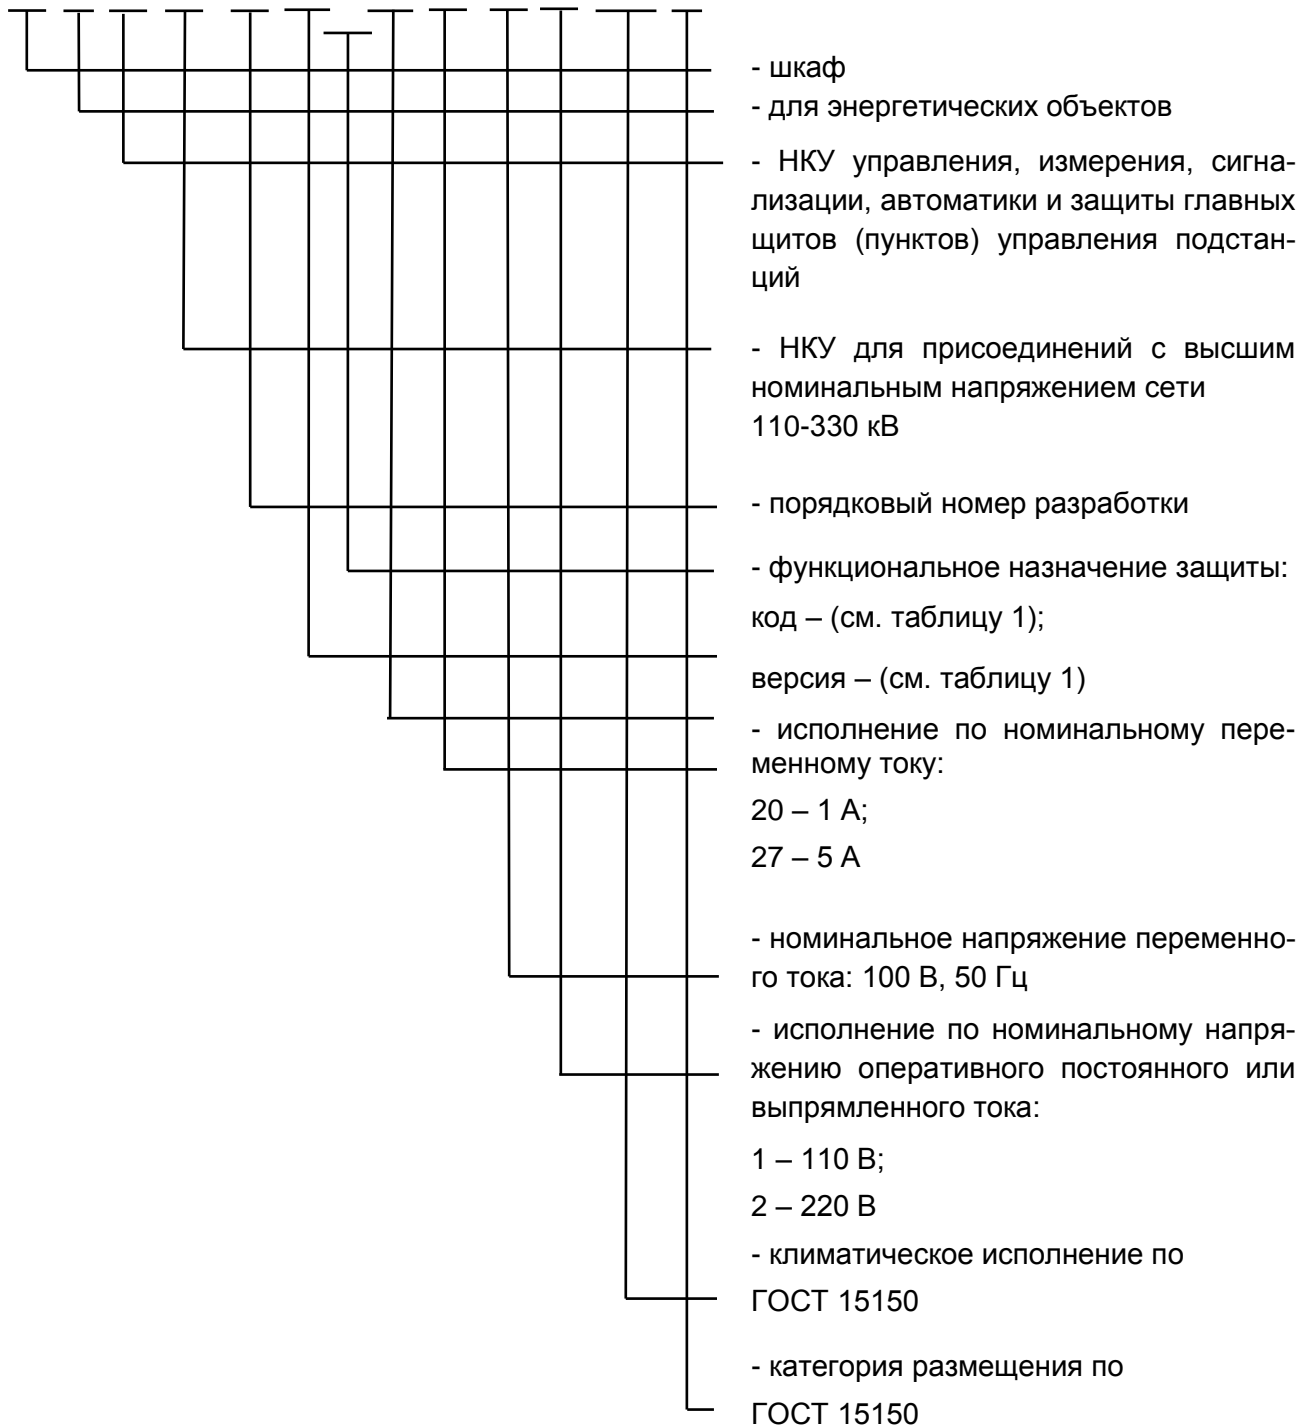 - шкаф
- для энергетических объектов
- НКУ управления, измерения, сигна-
лизации, автоматики и защиты главных
щитов (пунктов) управления подстан-
ций
- НКУ для присоединений с высшим
номинальным напряжением сети
110-330 кВ
- порядковый номер разработки
- функциональное назначение защиты:
код – (см. таблицу 1);
версия – (см. таблицу 1)
- исполнение по номинальному пере-
менному току:
20 – 1 А;
27 – 5 А
- номинальное напряжение переменно-
го тока: 100 В, 50 Гц
- исполнение по номинальному напря-
жению оперативного постоянного или
выпрямленного тока:
1 – 110 В;
2 – 220 В
- климатическое исполнение по
ГОСТ 15150
- категория размещения по
ГОСТ 15150